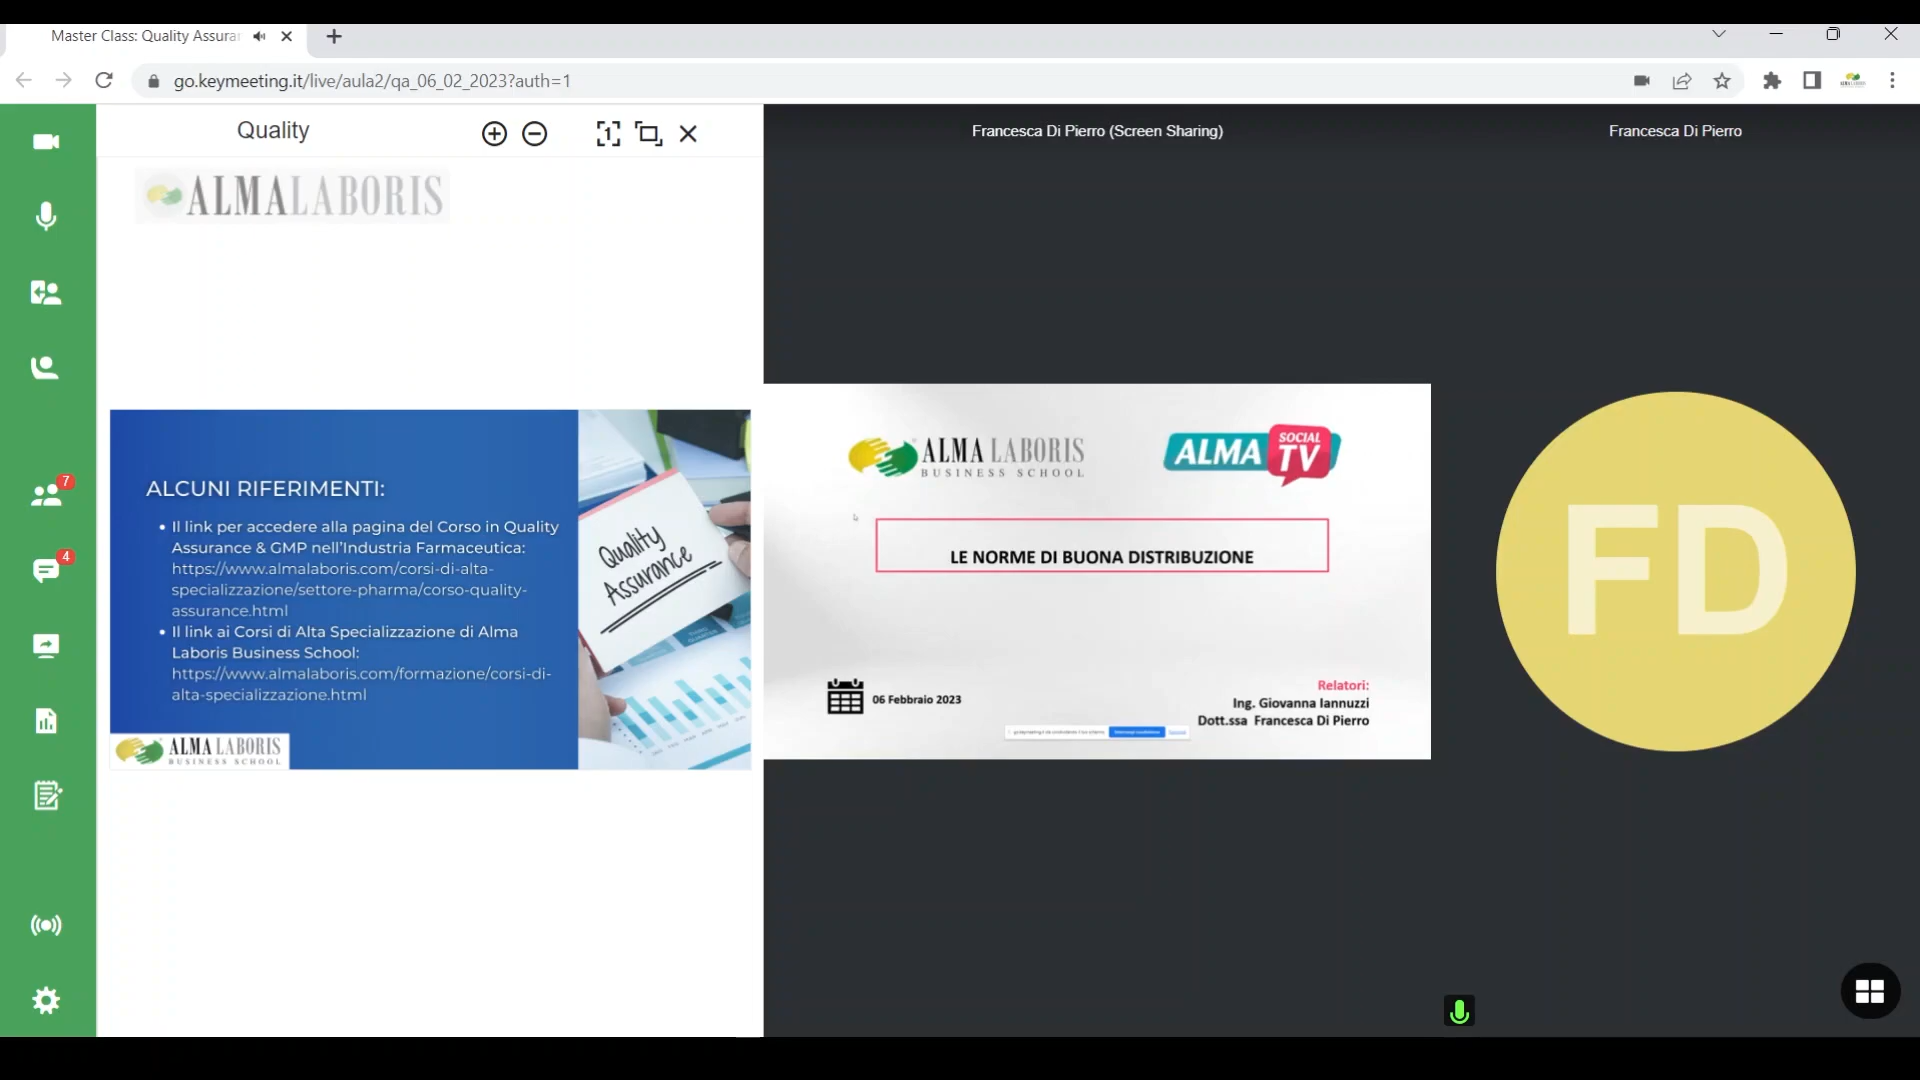 Master Class: Quality Assura
go.keymeeting.it/live/aula2/qa_06_02_2023?auth=1
Quality
ALMALABORIS
Francesca Di Pierro (Screen Sharing)
Francesca Di Pierro
7
4
ALCUNI RIFERIMENTI:
• Il link per accedere alla pagina del Corso in Quality
Assurance & GMP nell'Industria Farmaceutica:
https://www.almalaboris.com/corsi-di-alta-
specializzazione/settore-pharma/corso-quality-
assurance.html
• Il link ai Corsi di Alta Specializzazione di Alma
Laboris Business School:
https://www.almalaboris.com/formazione/corsi-di-
alta-specializzazione.html
Quality
Assurance
ALMA LABORIS
BUSINESS SCHOOL
ALMA LABORIS
BUSINESS SCHOOL
ALMA SOCIAL TV
LE NORME DI BUONA DISTRIBUZIONE
06 Febbraio 2023
Relatori:
Ing. Giovanna Iannuzzi
Dott.ssa Francesca Di Pierro
FD